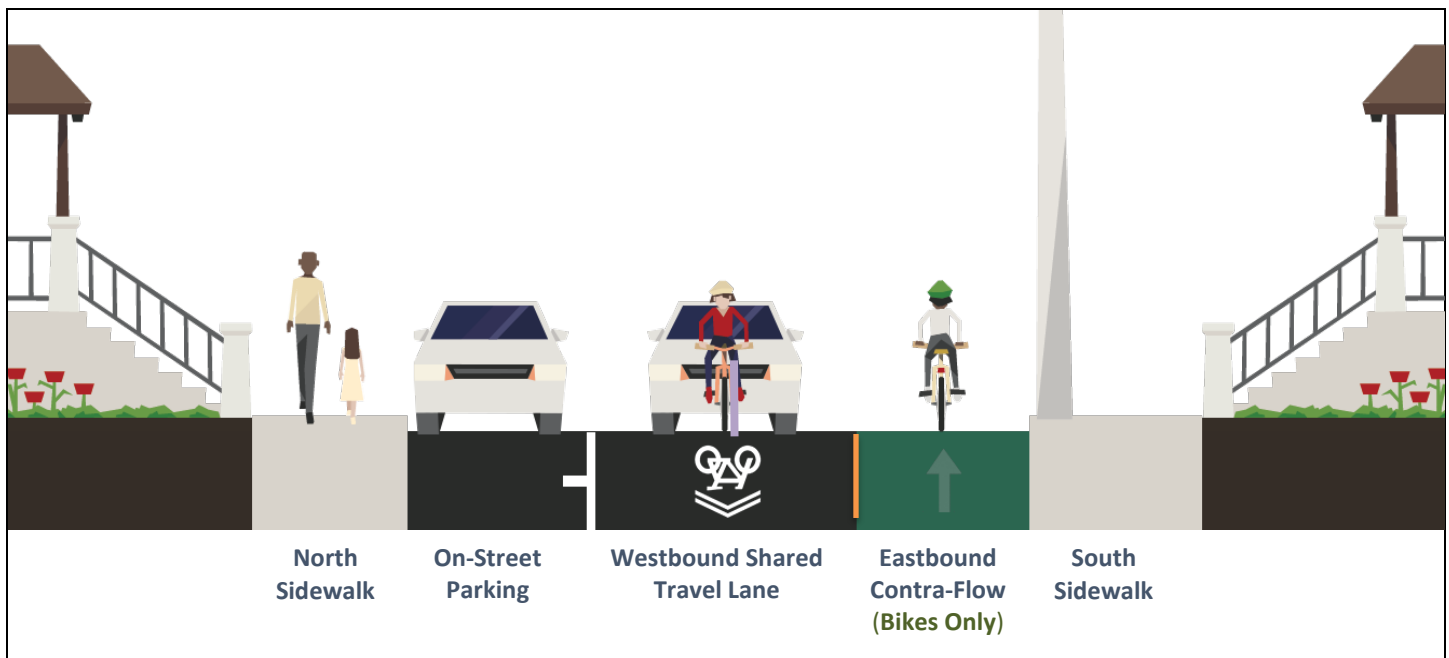 North
Sidewalk
On-Street
Parking
Westbound Shared
Travel Lane
Eastbound
Contra-Flow
(Bikes Only)
South
Sidewalk